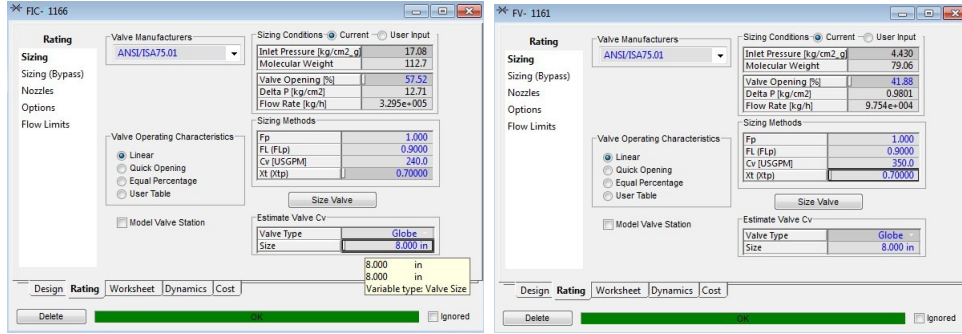 FIC- 1166
Rating
Sizing
Sizing (Bypass)
Nozzles
Options
Flow Limits
Valve Manufacturers
ANSI/ISA75.01
Sizing Conditions Current User Input
Inlet Pressure [kg/cm2_g] 17.08
Molecular Weight 112.7
Valve Opening [%] 57.52
Delta P [kg/cm2] 12.71
Flow Rate [kg/h] 3.295e+005
Sizing Methods
Fp 1.000
FL (FLp) 0.9000
Cv [USGPM] 240.0
Xt (Xtp) 0.70000
Valve Operating Characteristics
Linear
Quick Opening
Equal Percentage
User Table
Size Valve
Model Valve Station
Estimate Valve Cv
Valve Type Globe
Size 8.000 in
8.000 in
8.000 in
Variable type: Valve Size
Design Rating Worksheet Dynamics Cost
Delete OK Ignored
FV- 1161
Rating
Sizing
Sizing (Bypass)
Nozzles
Options
Flow Limits
Valve Manufacturers
ANSI/ISA75.01
Sizing Conditions Current User Input
Inlet Pressure [kg/cm2_g] 4.430
Molecular Weight 79.06
Valve Opening [%] 41.88
Delta P [kg/cm2] 0.9801
Flow Rate [kg/h] 9.754e+004
Sizing Methods
Fp 1.000
FL (FLp) 0.9000
Cv [USGPM] 350.0
Xt (Xtp) 0.70000
Valve Operating Characteristics
Linear
Quick Opening
Equal Percentage
User Table
Size Valve
Model Valve Station
Estimate Valve Cv
Valve Type Globe
Size 8.000 in
Design Rating Worksheet Dynamics Cost
Delete OK Ignored